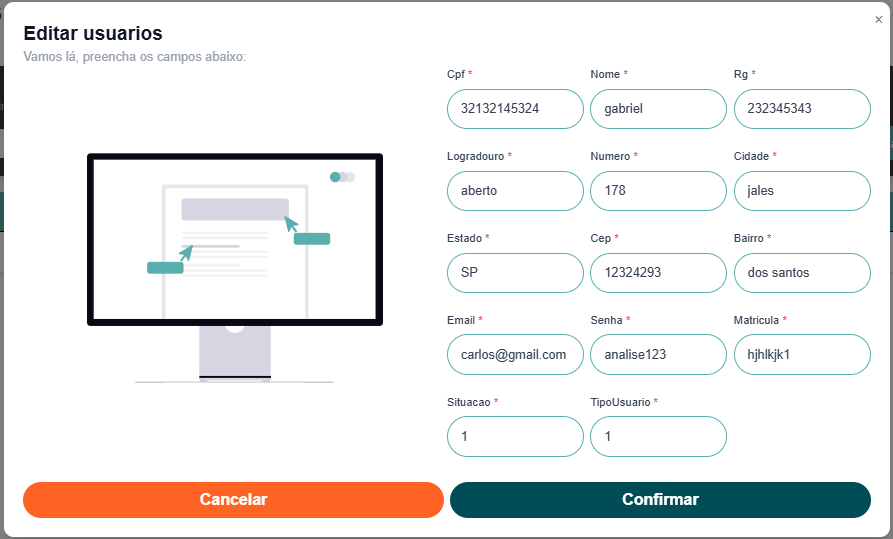 Editar usuarios
×
Vamos lá, preencha os campos abaixo:
Cpf * Nome * Rg *
32132145324 gabriel 232345343
Logradouro * Numero * Cidade *
aberto 178 jales
Estado * Cep * Bairro *
SP 12324293 dos santos
Email * Senha * Matricula *
carlos@gmail.com analise123 hjhlkjk1
Situacao * TipoUsuario *
1 1
Cancelar Confirmar